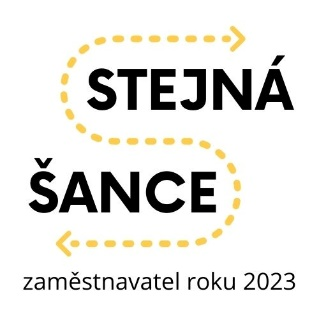 STEJNÁ
ŠANCE
zaměstnavatel roku 2023